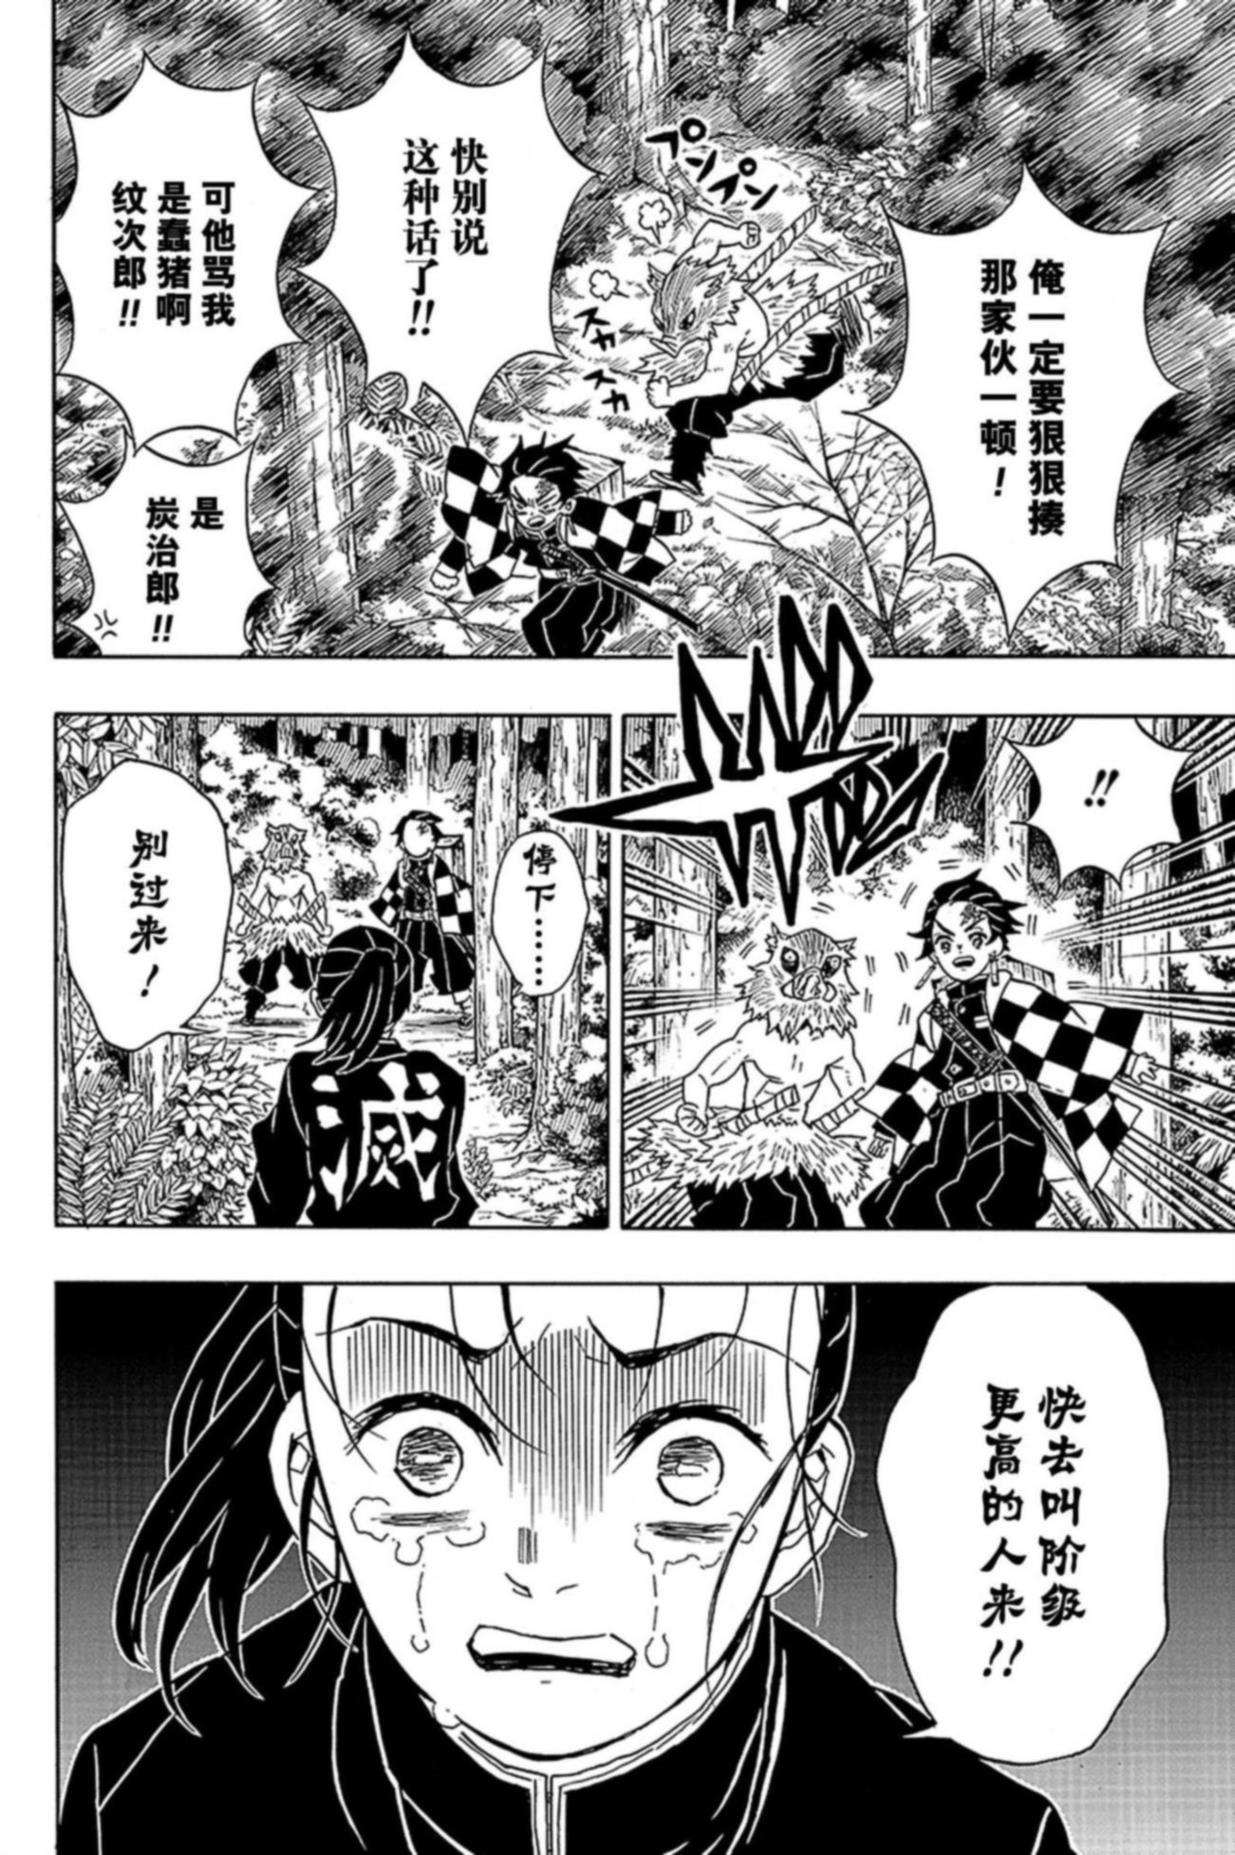 俺一定要狠狠揍
那家伙一顿！
プンプン
スカスカ
快别说
这种话了!!
可他骂我
是蠢猪啊
纹次郎!!
是
炭治郎!!
!!
停下……
别过来！
滅
快去叫阶级
更高的人来!!